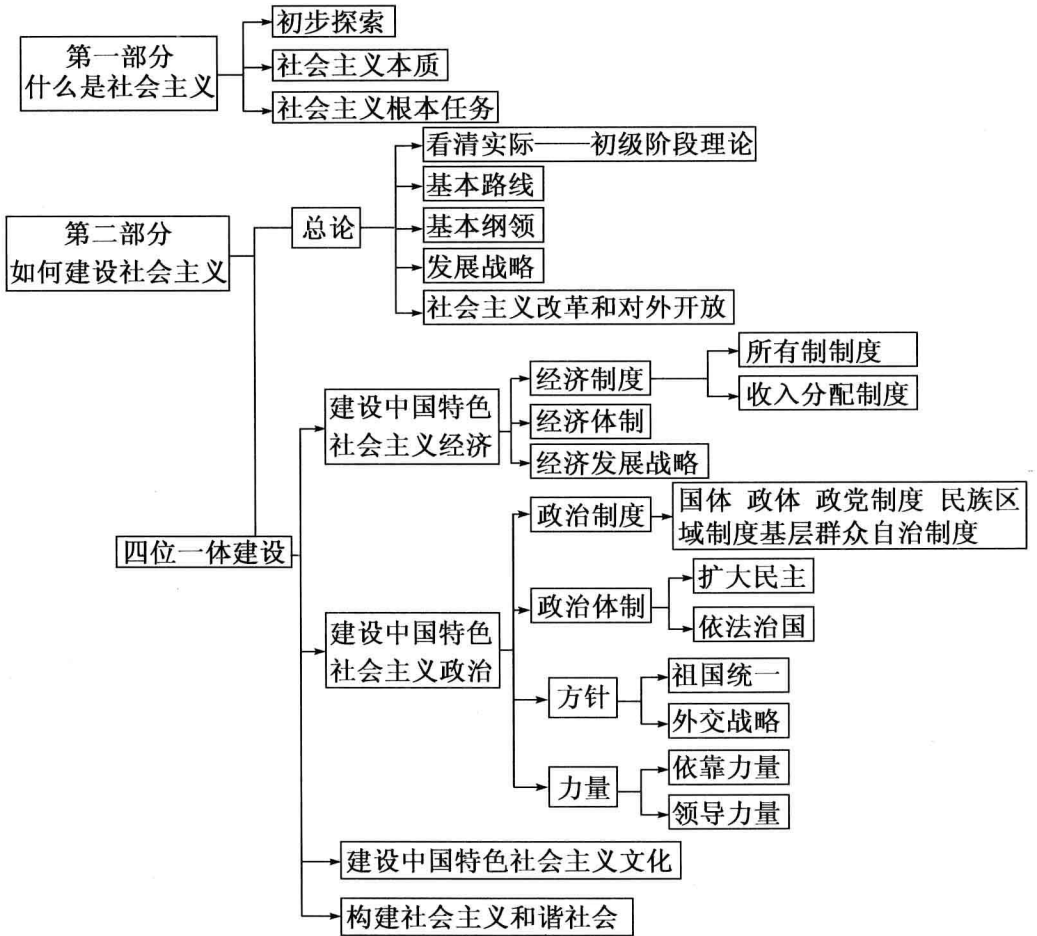 第一部分
什么是社会主义
初步探索
社会主义本质
社会主义根本任务
第二部分
如何建设社会主义
总论
看清实际——初级阶段理论
基本路线
基本纲领
发展战略
社会主义改革和对外开放
四位一体建设
建设中国特色
社会主义经济
经济制度
所有制制度
收入分配制度
经济体制
经济发展战略
建设中国特色
社会主义政治
政治制度
国体 政体 政党制度 民族区
域制度基层群众自治制度
政治体制
扩大民主
依法治国
方针
祖国统一
外交战略
力量
依靠力量
领导力量
建设中国特色社会主义文化
构建社会主义和谐社会